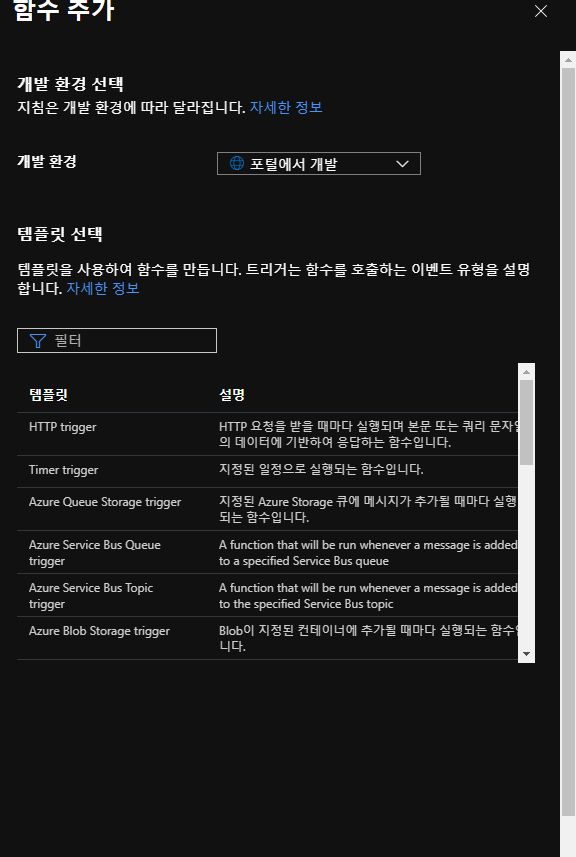 함수 추가
개발 환경 선택
지침은 개발 환경에 따라 달라집니다. 자세한 정보
개발 환경
포털에서 개발
템플릿 선택
템플릿을 사용하여 함수를 만듭니다. 트리거는 함수를 호출하는 이벤트 유형을 설명
합니다. 자세한 정보
필터
템플릿 설명
HTTP trigger HTTP 요청을 받을 때마다 실행되며 본문 또는 쿼리
의 데이터에 기반하여 응답하는 함수입니다.
Timer trigger 지정된 일정으로 실행되는 함수입니다.
Azure Queue Storage trigger 지정된 Azure Storage 큐에 메시지가 추가될 때마다 실행
되는 함수입니다.
Azure Service Bus Queue A function that will be run whenever a message is added
trigger to a specified Service Bus queue
Azure Service Bus Topic A function that will be run whenever a message is added
trigger to the specified Service Bus topic
Azure Blob Storage trigger Blob이 지정된 컨테이너에 추가될 때마다 실행되는
니다.